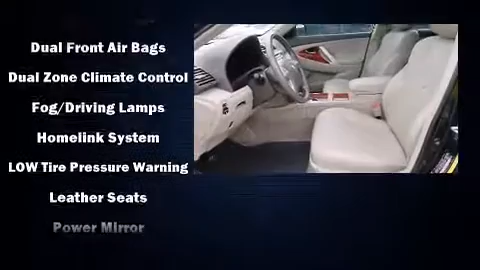 Dual Front Air Bags
Dual Zone Climate Control
Fog/Driving Lamps
Homelink System
LOW Tire Pressure Warning
Leather Seats
Power Mirror